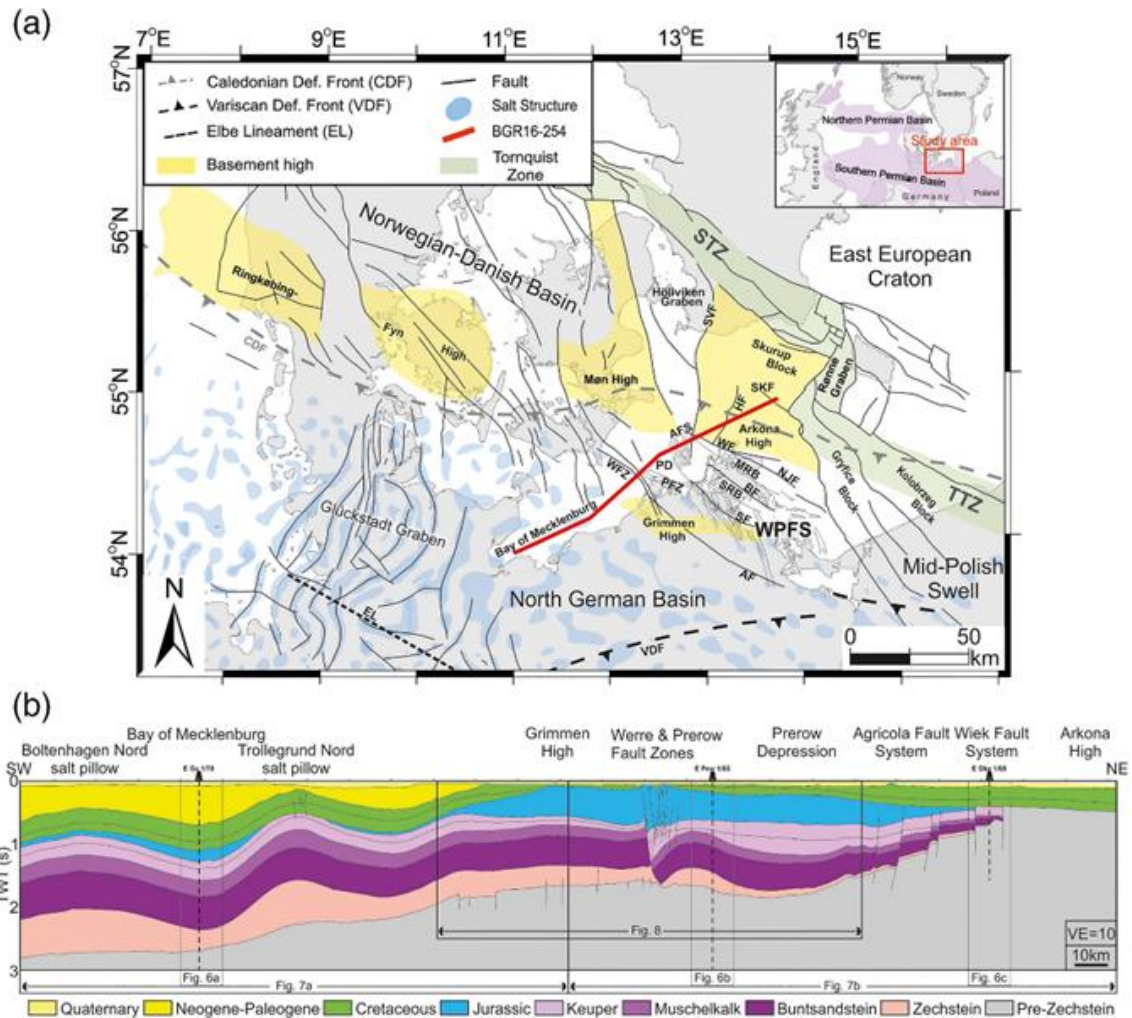 (a)
7°E 9°E 11°E 13°E 15°E
57°N
56°N
55°N
54°N
Caledonian Def. Front (CDF)
Variscan Def. Front (VDF)
Elbe Lineament (EL)
Basement high
Fault
Salt Structure
BGR16-254
Tornquist
Zone
Norway
Sweden
Northern Permian Basin
Study area
England
Southern Permian Basin
Germany
Poland
Norwegian-Danish Basin
STZ
East European
Craton
Ringkøbing-
Höllviken
Graben
SVF
CDF
Fyn
High
Møn High
Skurup
Block
Rønne
Graben
SKF
HF
Arkona
High
AFS
WF
MRB
NJF
WFZ
PD
PFZ
BF
SRB
SF
Gryfice
Block
Kolobrzeg
Block
TTZ
Glückstadt Graben
Bay of Mecklenburg
Grimmen
High
WPFS
AF
Mid-Polish
Swell
North German Basin
EL
VDF
N
0 50
km
(b)
Bay of Mecklenburg
Boltenhagen Nord
salt pillow
Trollegrund Nord
salt pillow
Grimmen
High
Werre & Prerow
Fault Zones
Prerow
Depression
Agricola Fault
System
Wiek Fault
System
Arkona
High
SW
NE
TWT (s)
0
1
2
3
VE=10
10km
Fig. 8
Fig. 6a
Fig. 6b
Fig. 6c
Fig. 7a
Fig. 7b
Quaternary Neogene-Paleogene Cretaceous Jurassic Keuper Muschelkalk Buntsandstein Zechstein Pre-Zechstein